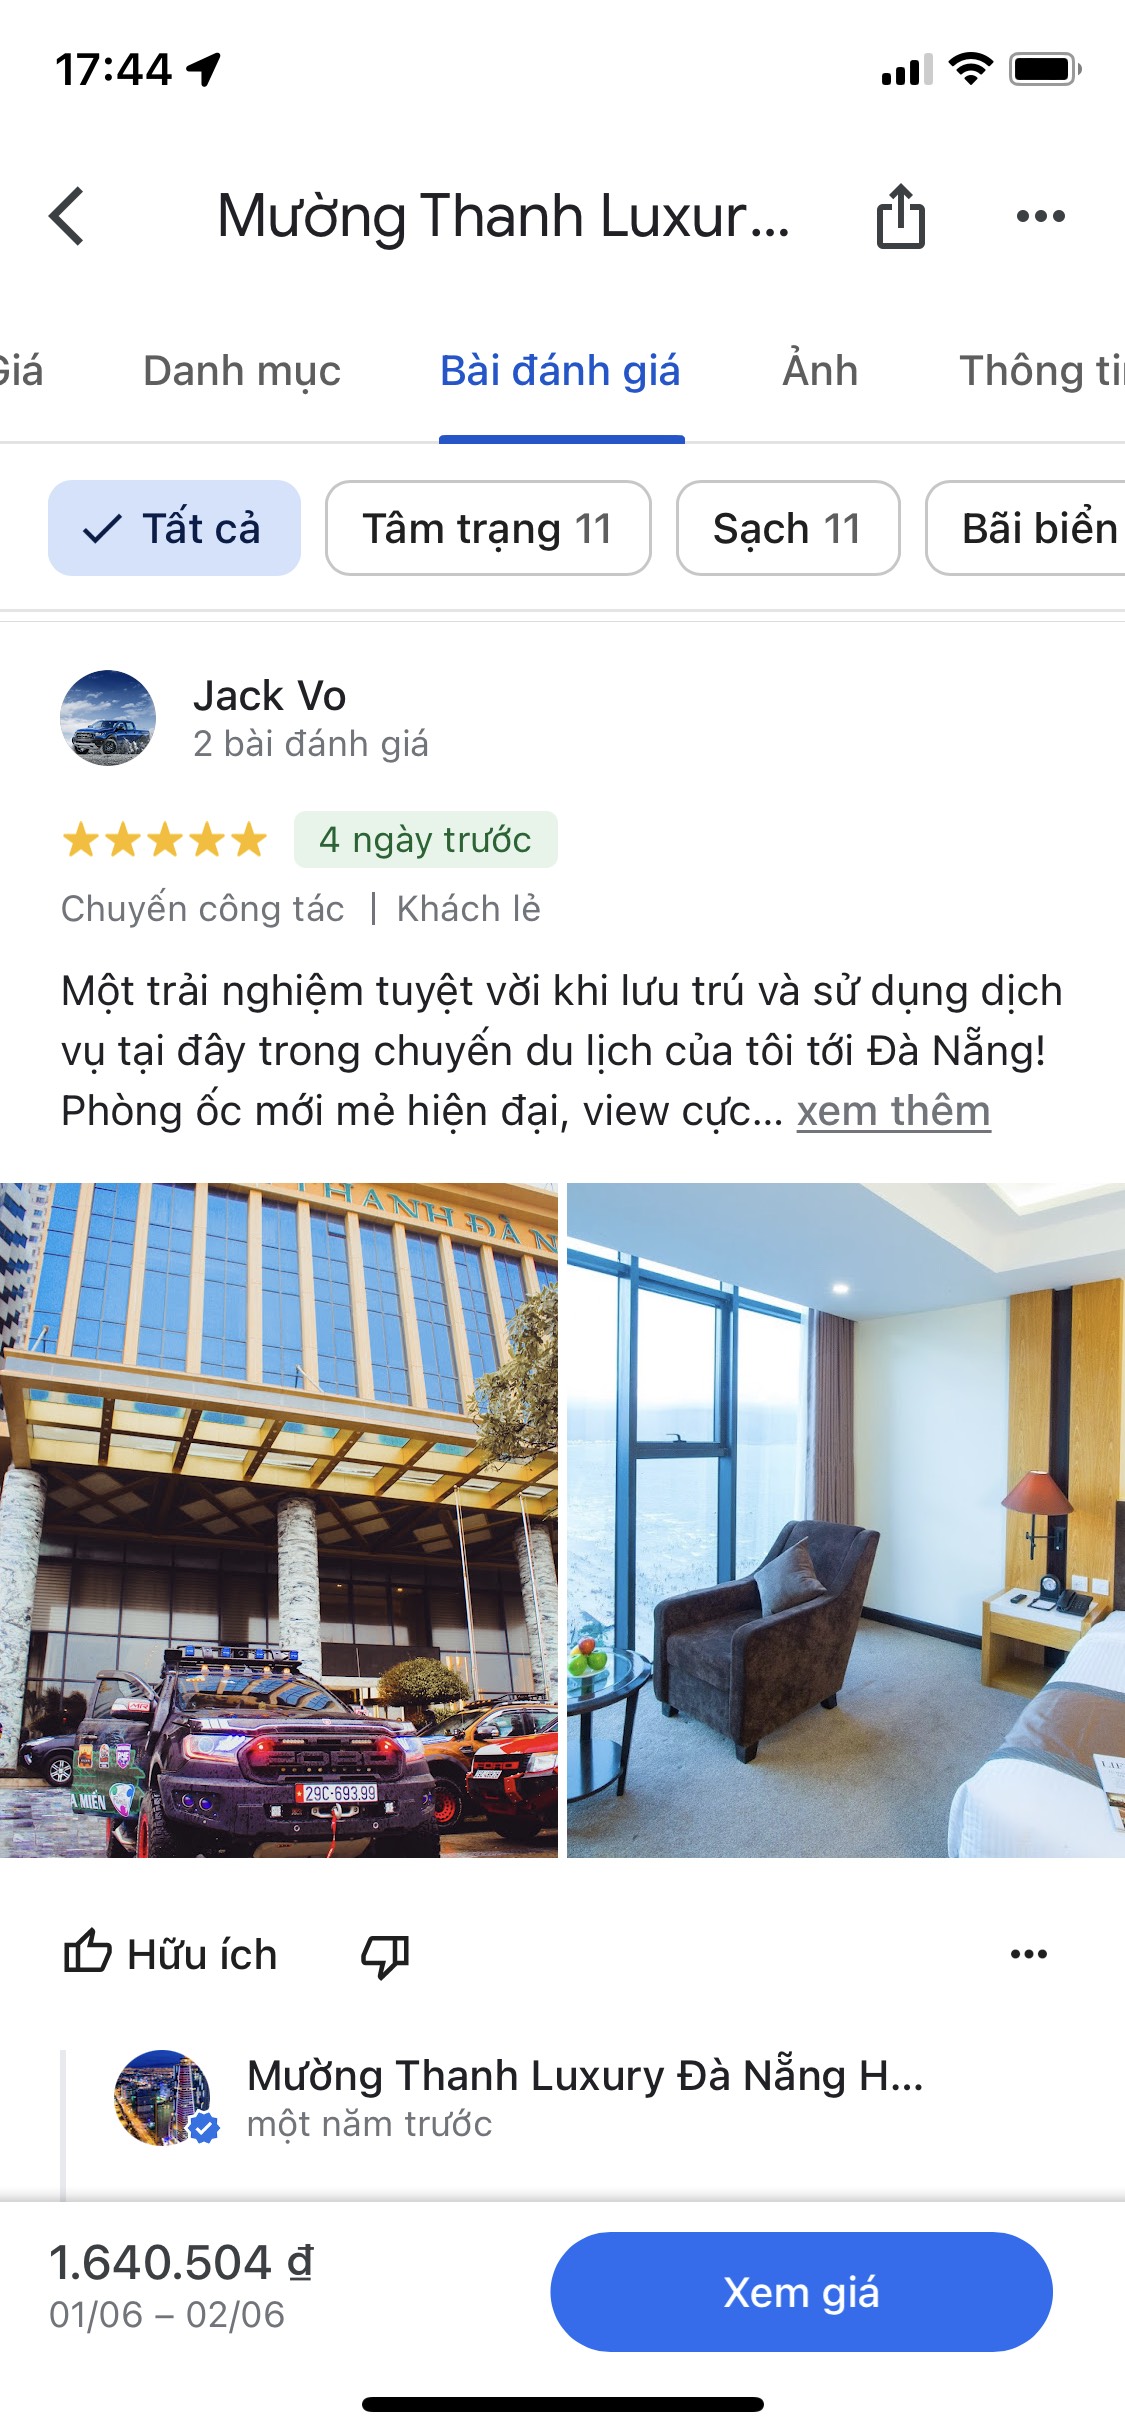 17:44
Mường Thanh Luxur...
Giá Danh mục Bài đánh giá Ảnh Thông tin
Tất cả Tâm trạng 11 Sạch 11 Bãi biển
Jack Vo
2 bài đánh giá
4 ngày trước
Chuyến công tác | Khách lẻ
Một trải nghiệm tuyệt vời khi lưu trú và sử dụng dịch
vụ tại đây trong chuyến du lịch của tôi tới Đà Nẵng!
Phòng ốc mới mẻ hiện đại, view cực... xem thêm
THANH ĐÀ N
FORD
29C-693.99
A MIỀN
Hữu ích
Mường Thanh Luxury Đà Nẵng H...
một năm trước
1.640.504 ₫
01/06 – 02/06
Xem giá